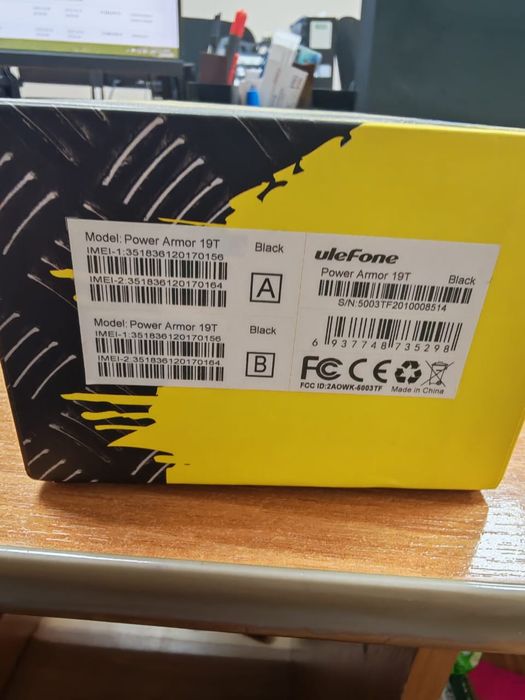 Model: Power Armor 19T
Black
IMEI-1:351836120170156
IMEI-2:351836120170164
A
Model: Power Armor 19T
Black
IMEI-1:351836120170156
IMEI-2:351836120170164
B
uleFone
Power Armor 19T
Black
S/N:5003TF2010008514
6 937748 735298
FC CE
FCC ID:2AOWK-5003TF
Made in China